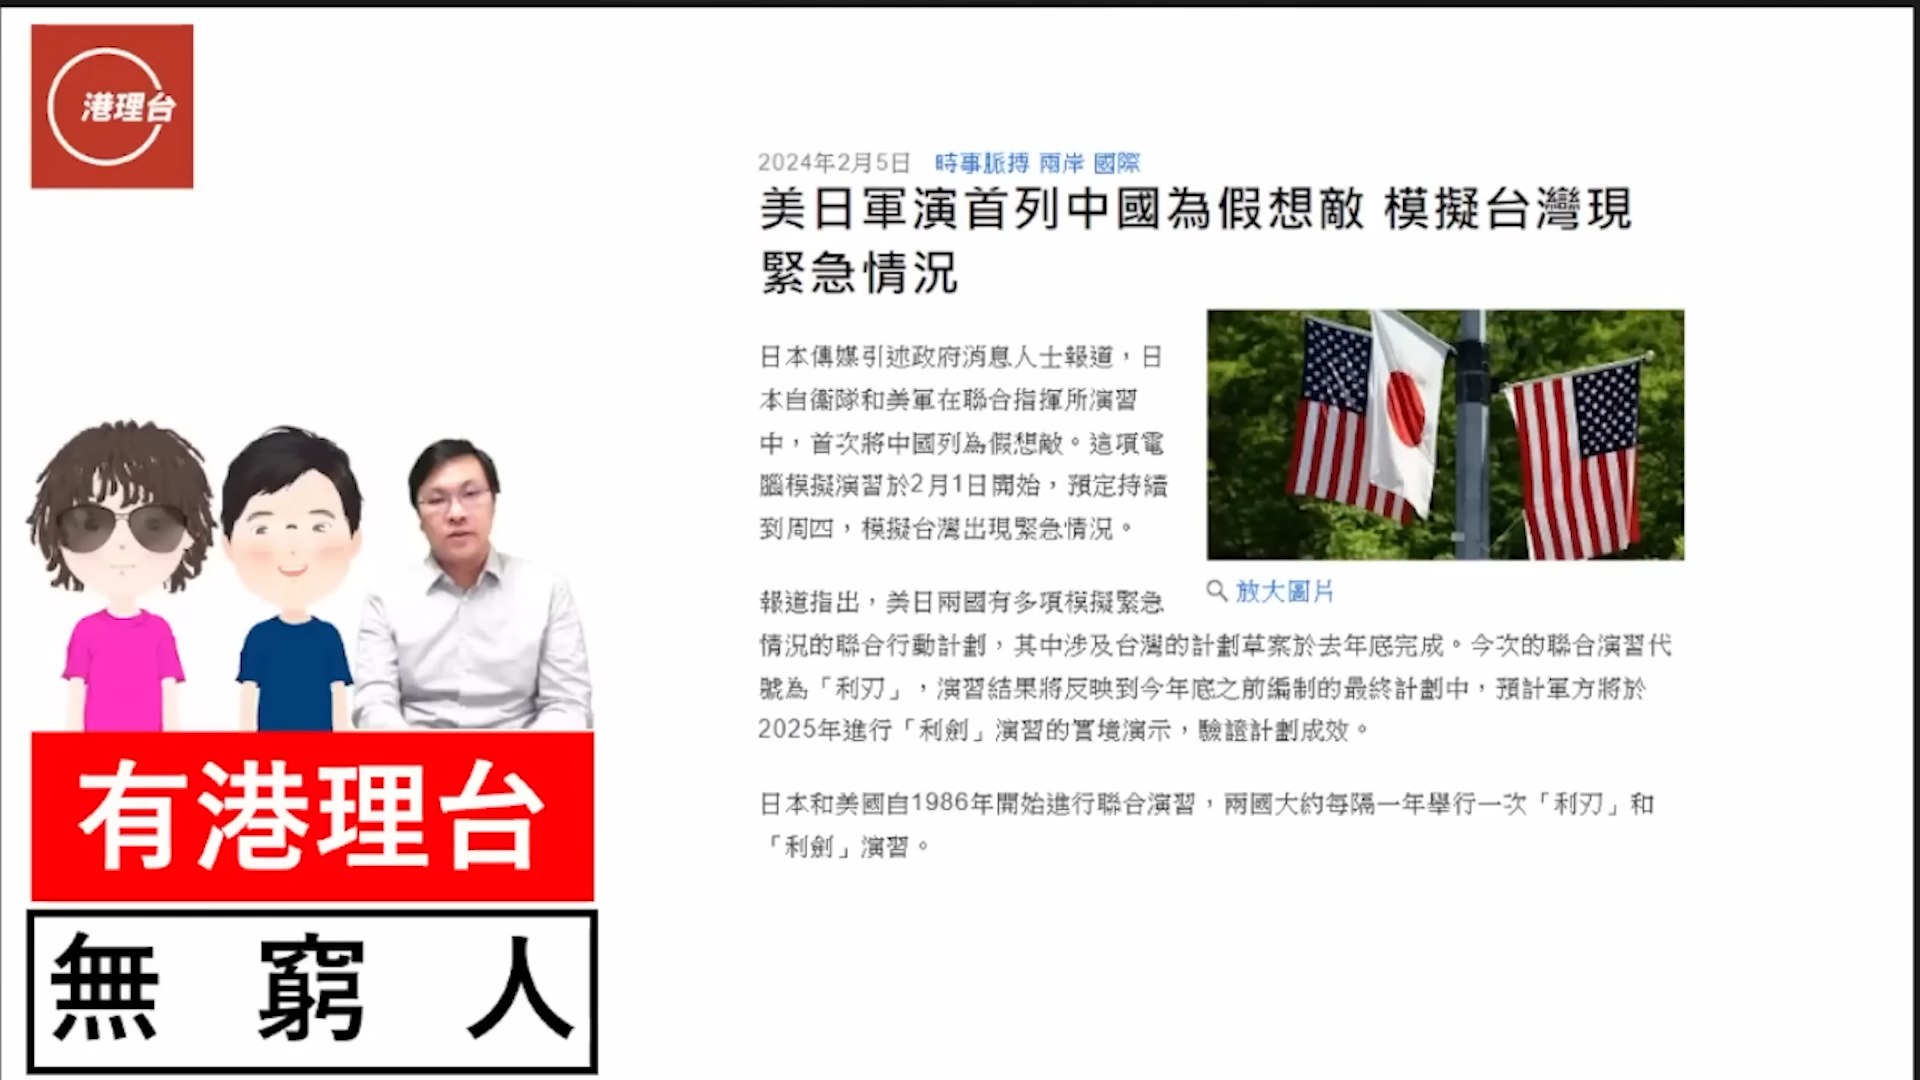 港理台
2024年2月5日 時事脈搏 兩岸 國際
美日軍演首列中國為假想敵 模擬台灣現
緊急情況
日本傳媒引述政府消息人士報道，日
本自衞隊和美軍在聯合指揮所演習
中，首次將中國列為假想敵。這項電
腦模擬演習於2月1日開始，預定持續
到周四，模擬台灣出現緊急情況。
放大圖片
報道指出，美日兩國有多項模擬緊急
情況的聯合行動計劃，其中涉及台灣的計劃草案於去年底完成。今次的聯合演習代
號為「利刃」，演習結果將反映到今年底之前編制的最終計劃中，預計軍方將於
2025年進行「利劍」演習的實境演示，驗證計劃成效。
日本和美國自1986年開始進行聯合演習，兩國大約每隔一年舉行一次「利刃」和
「利劍」演習。
有港理台
無窮人